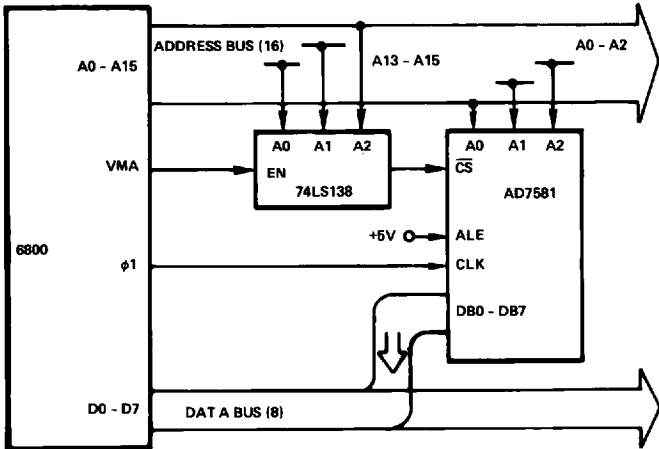 ADDRESS BUS (16)
A0 – A2
A0 – A15
A13 – A15
A0 A1 A2
A0 A1 A2
VMA
EN
CS
74LS138
AD7581
+5V
ALE
6800
ϕ1
CLK
DB0 – DB7
D0 – D7
DAT A BUS (8)